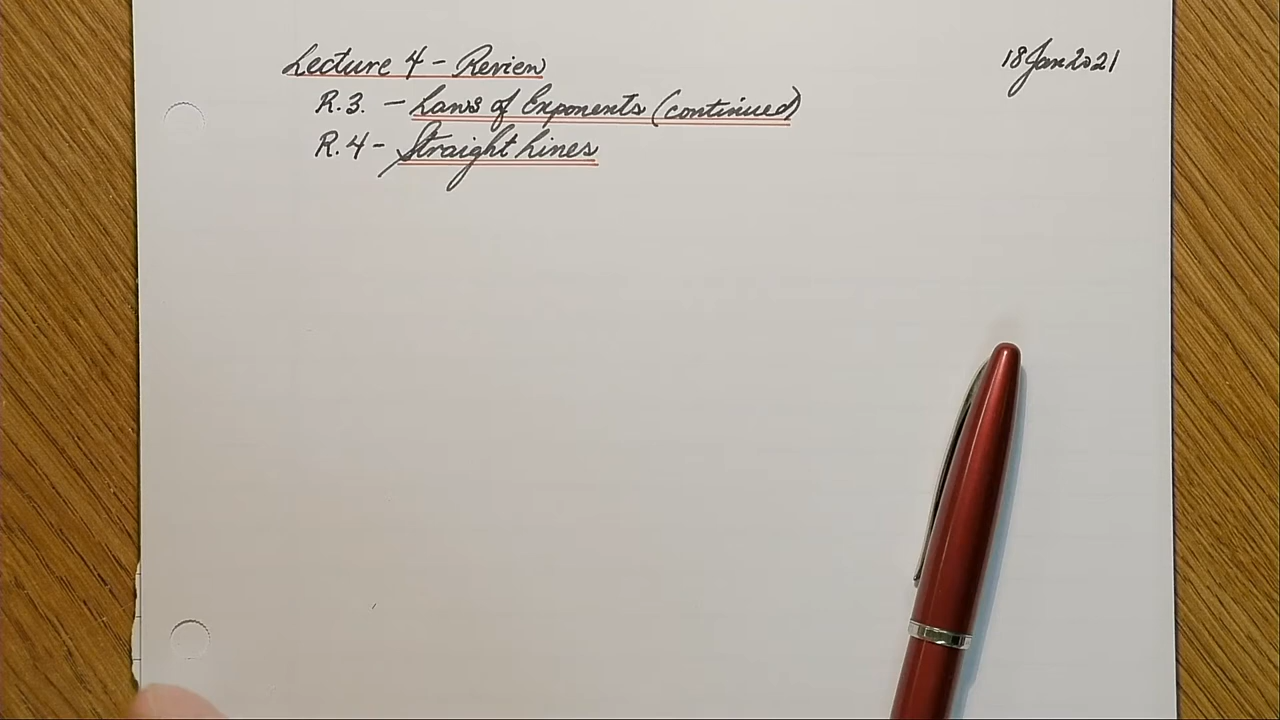 Lecture 4 - Review
18 Jan 2021
R.3. - Laws of Exponents (continued)
R.4 - Straight Lines